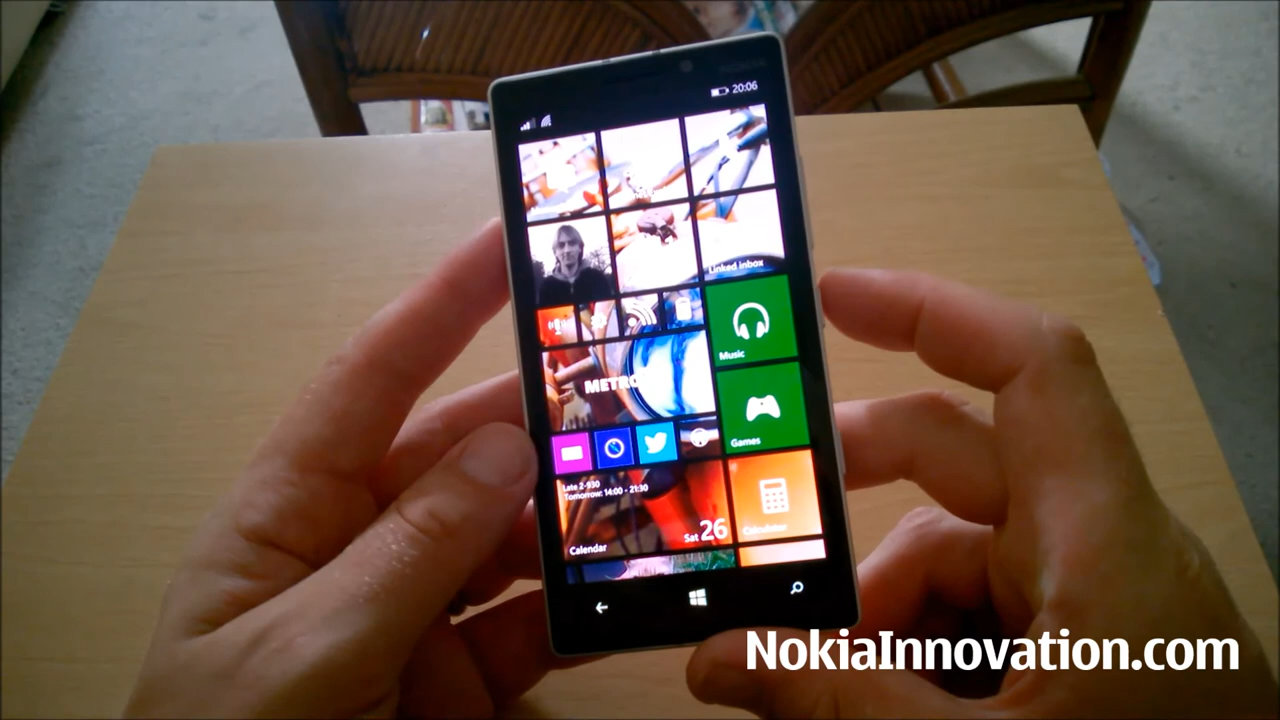 20:06
Linked inbox
Music
METRO
Games
Late 2-930
Tomorrow: 14:00 - 21:30
Sat 26
Calendar
Calculator
NokiaInnovation.com